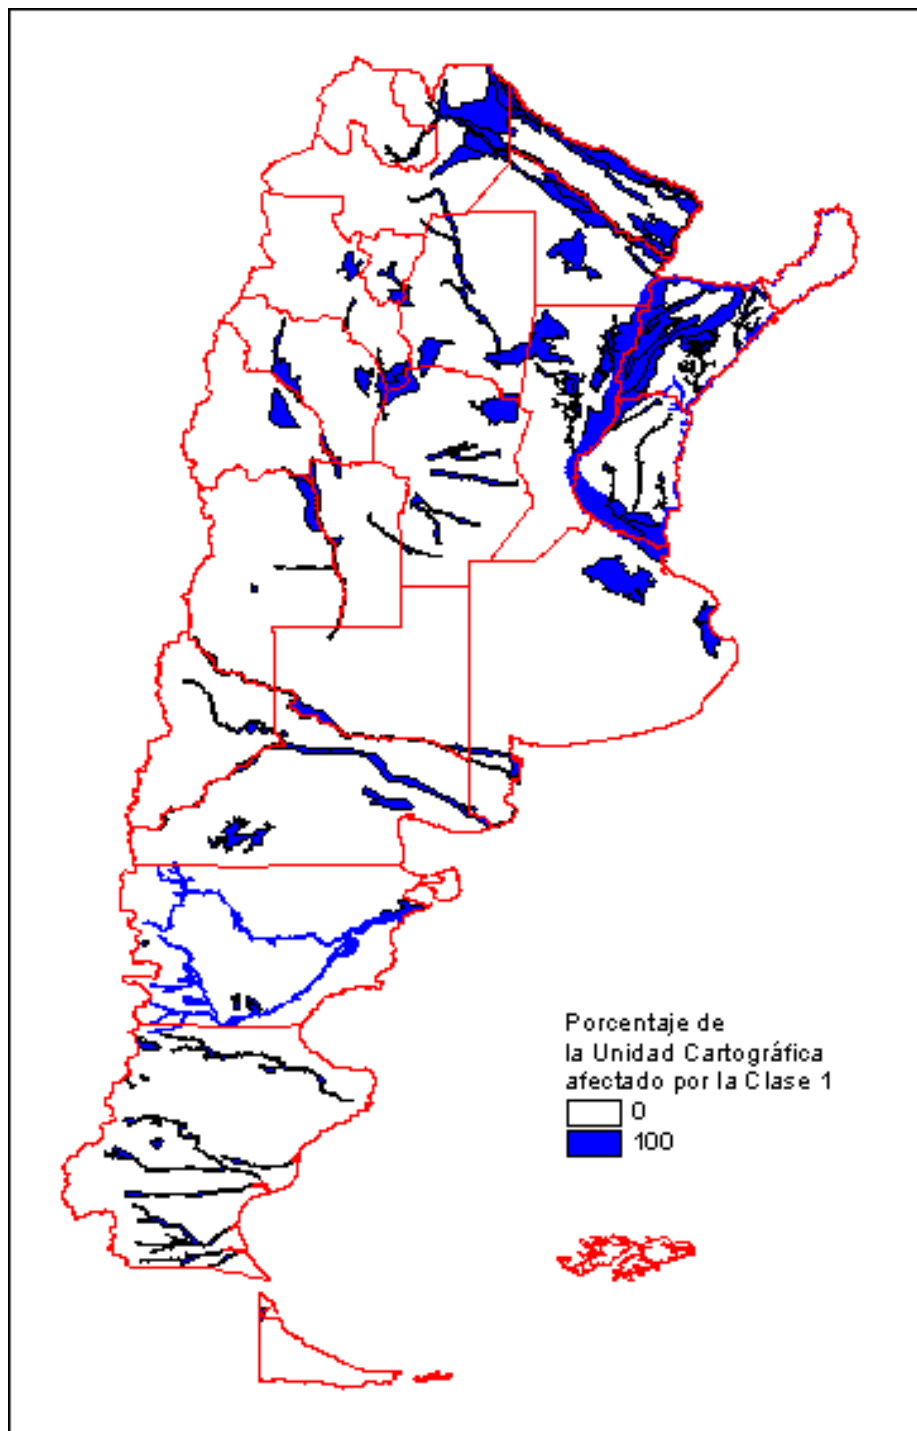 Porcentaje de
la Unidad Cartográfica
afectado por la Clase 1
0
100